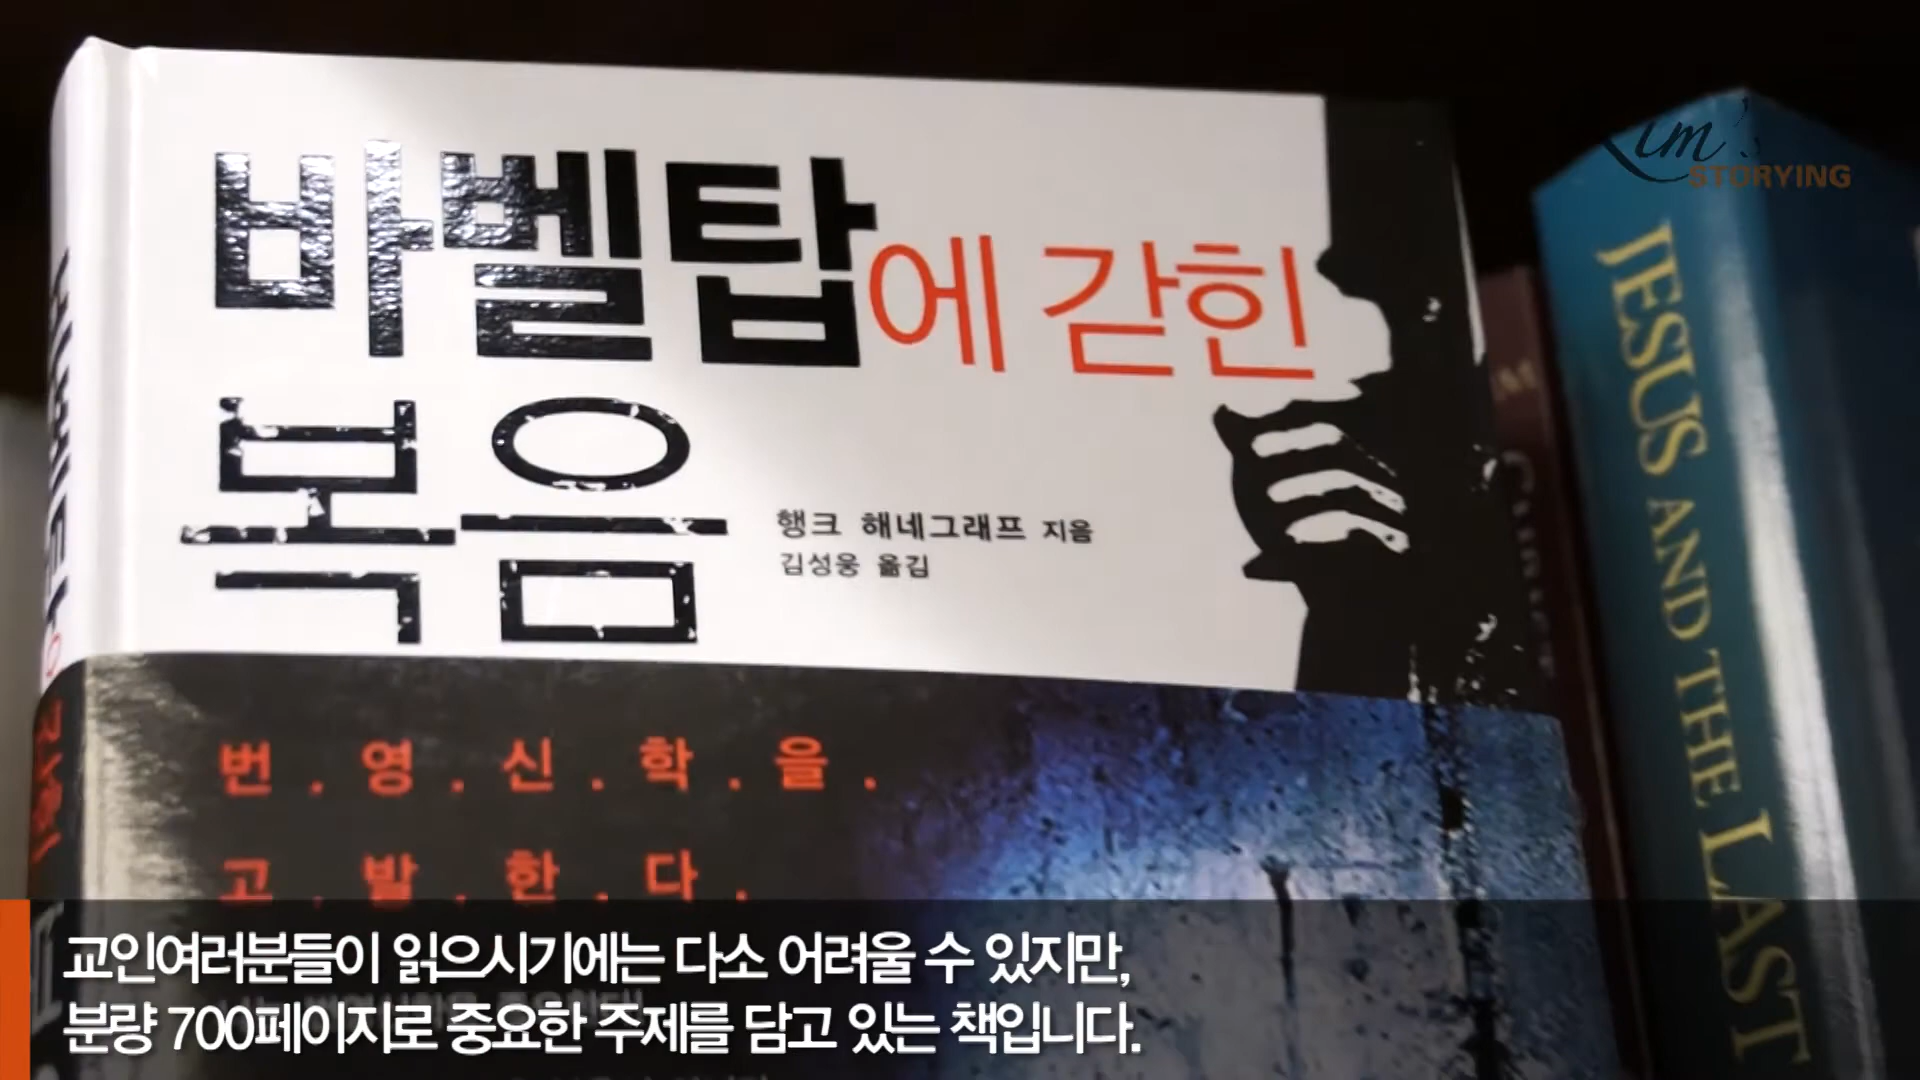 바벨탑에 갇힌
복음
행크 해네그래프 지음
김성웅 옮김
번.영.신.학.을.
고.발.한.다.
Kim's
STORYING
JESUS AND THE LAST
교인여러분들이 읽으시기에는 다소 어려울 수 있지만,
분량 700페이지로 중요한 주제를 담고 있는 책입니다.